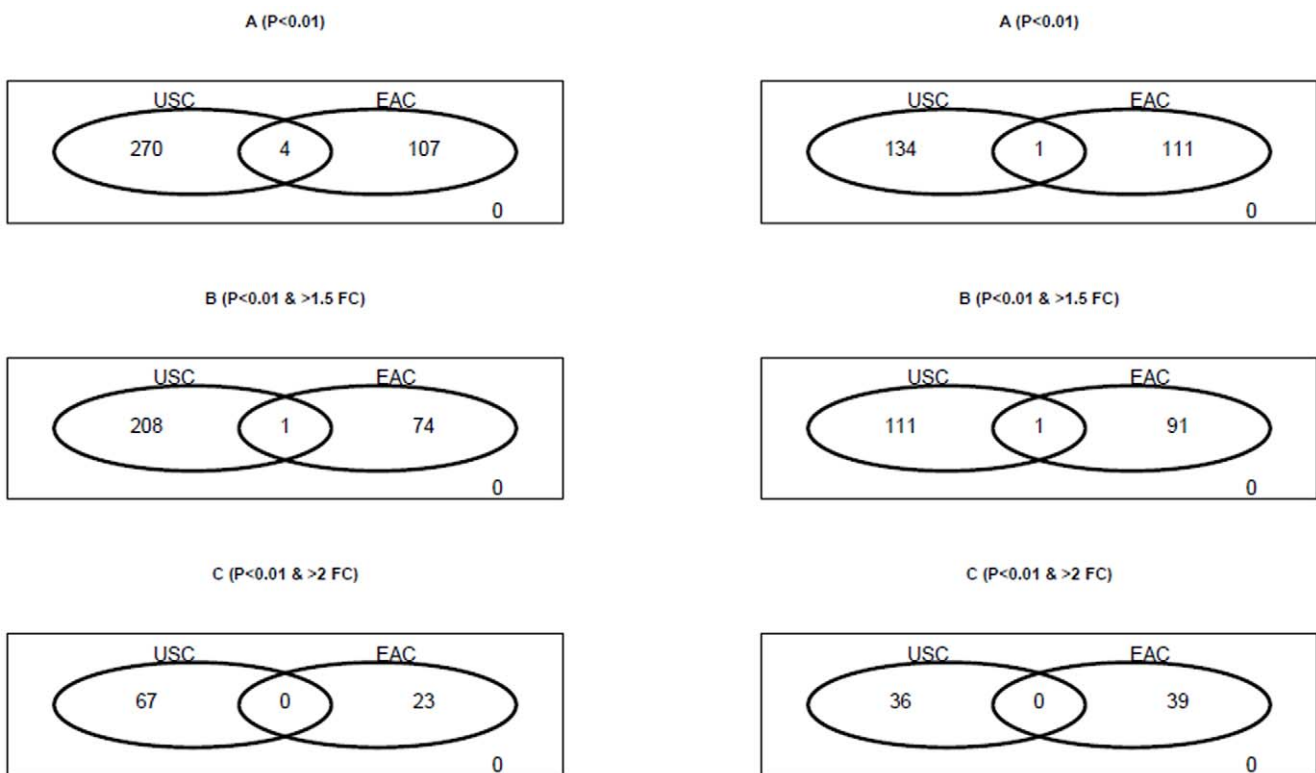 A (P<0.01)
USC EAC
270 4 107
0
B (P<0.01 & >1.5 FC)
USC EAC
208 1 74
0
C (P<0.01 & >2 FC)
USC EAC
67 0 23
0
A (P<0.01)
USC EAC
134 1 111
0
B (P<0.01 & >1.5 FC)
USC EAC
111 1 91
0
C (P<0.01 & >2 FC)
USC EAC
36 0 39
0